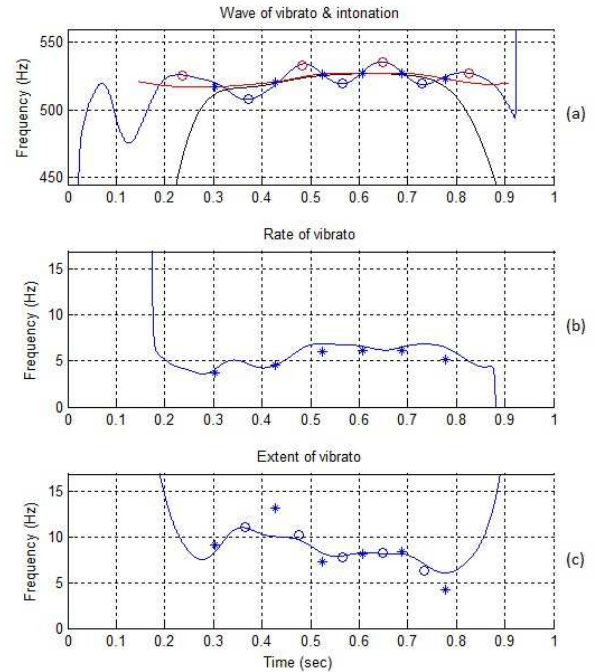 Wave of vibrato & intonation
Frequency (Hz)
550
500
450
0 0.1 0.2 0.3 0.4 0.5 0.6 0.7 0.8 0.9 1
(a)
Rate of vibrato
Frequency (Hz)
15
10
5
0
0 0.1 0.2 0.3 0.4 0.5 0.6 0.7 0.8 0.9 1
(b)
Extent of vibrato
Frequency (Hz)
15
10
5
0
0 0.1 0.2 0.3 0.4 0.5 0.6 0.7 0.8 0.9 1
Time (sec)
(c)